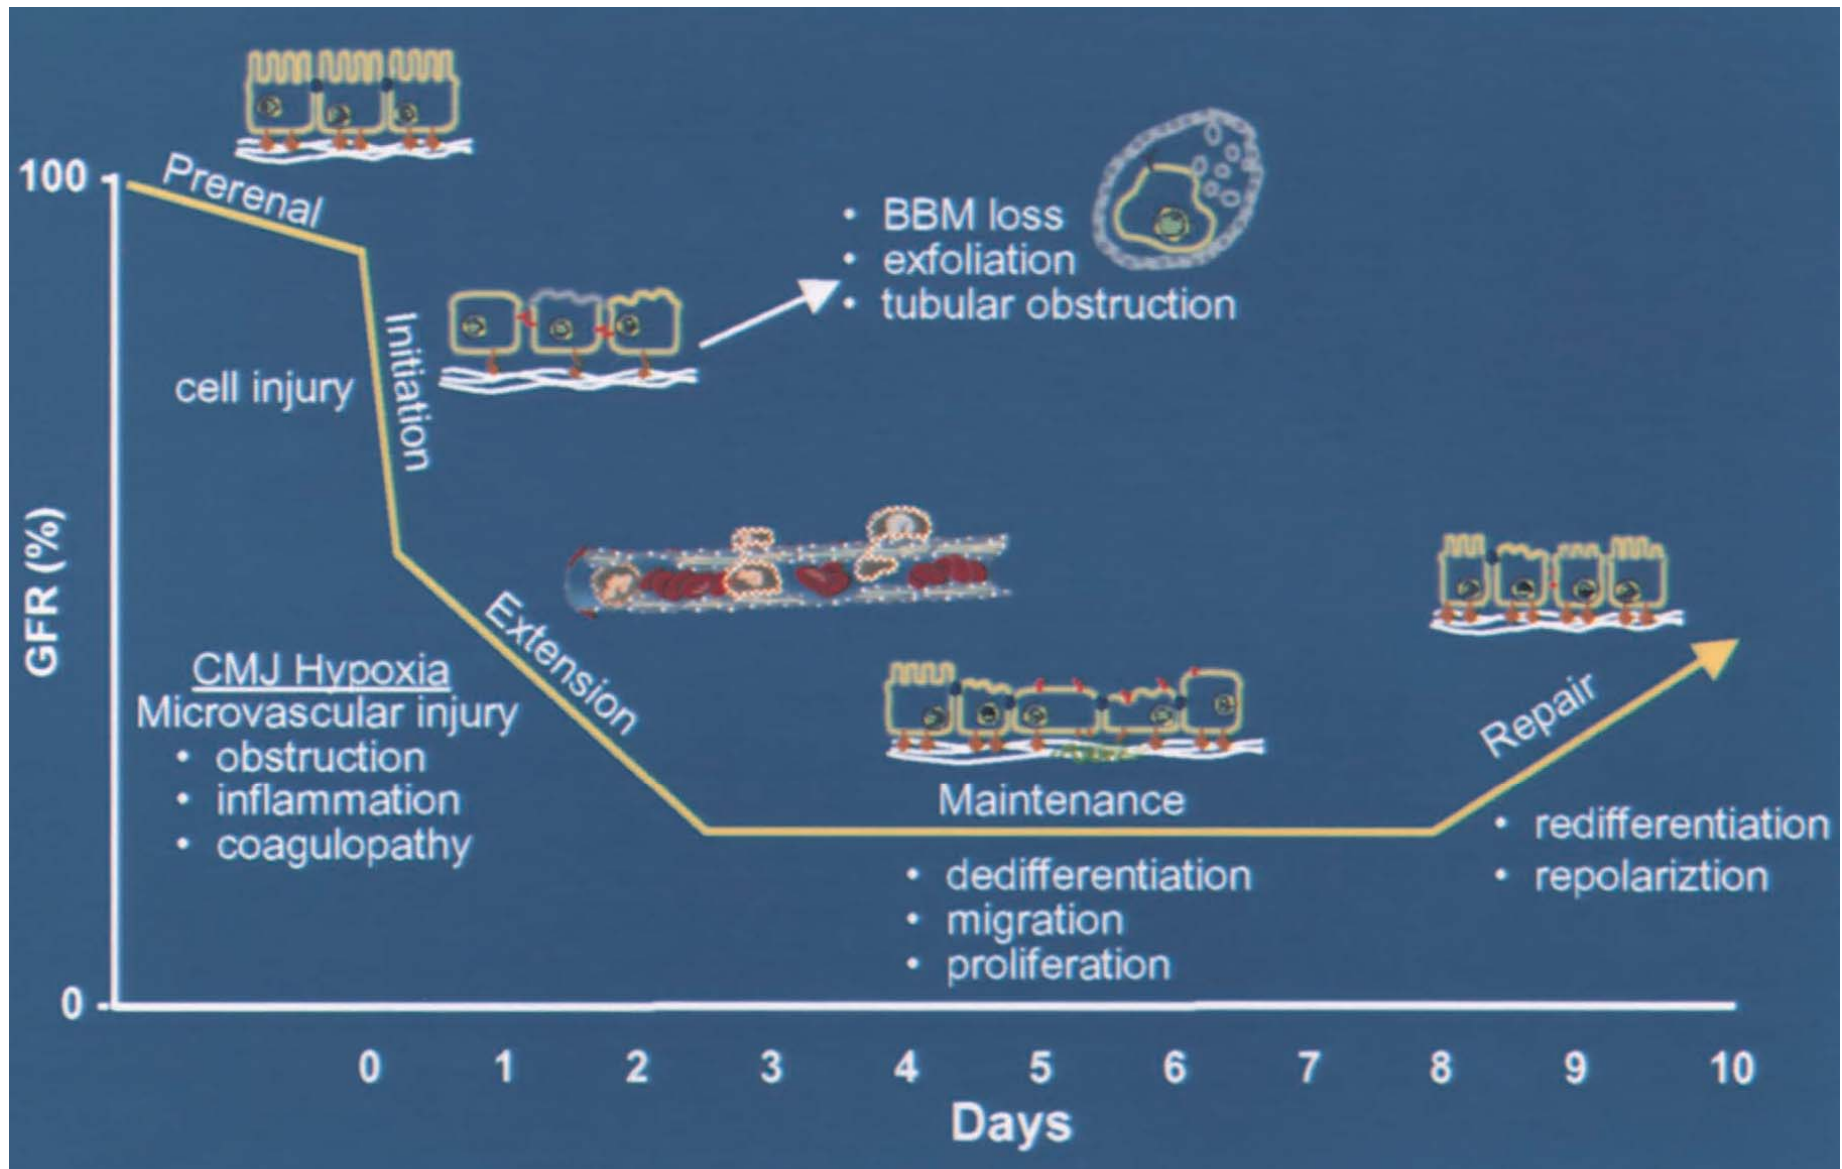 100
Prerenal
• BBM loss
• exfoliation
• tubular obstruction
Initiation
cell injury
GFR (%)
Extension
CMJ Hypoxia
Microvascular injury
• obstruction
• inflammation
• coagulopathy
Maintenance
• dedifferentiation
• migration
• proliferation
Repair
• redifferentiation
• repolariztion
0
0 1 2 3 4 5 6 7 8 9 10
Days